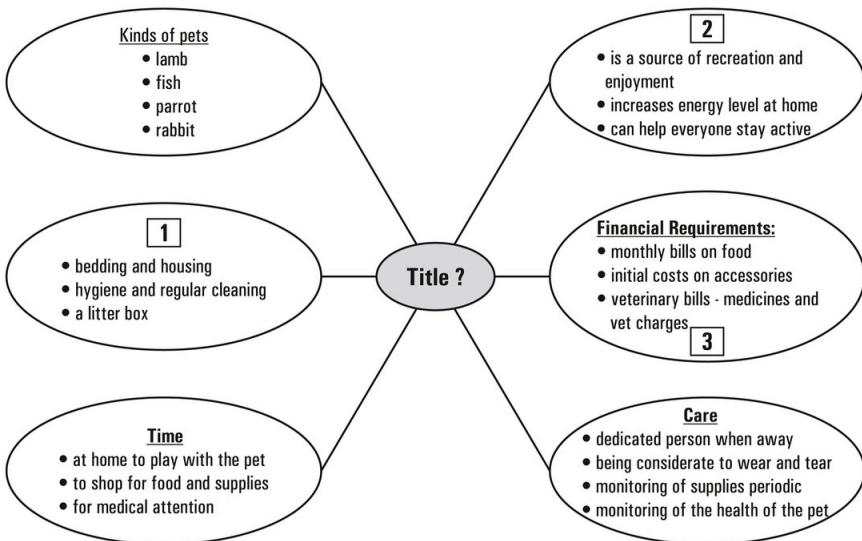 Kinds of pets
• lamb
• fish
• parrot
• rabbit
2
• is a source of recreation and
enjoyment
• increases energy level at home
• can help everyone stay active
1
• bedding and housing
• hygiene and regular cleaning
• a litter box
Title ?
Financial Requirements:
• monthly bills on food
• initial costs on accessories
• veterinary bills - medicines and
vet charges
3
Time
• at home to play with the pet
• to shop for food and supplies
• for medical attention
Care
• dedicated person when away
• being considerate to wear and tear
• monitoring of supplies periodic
• monitoring of the health of the pet